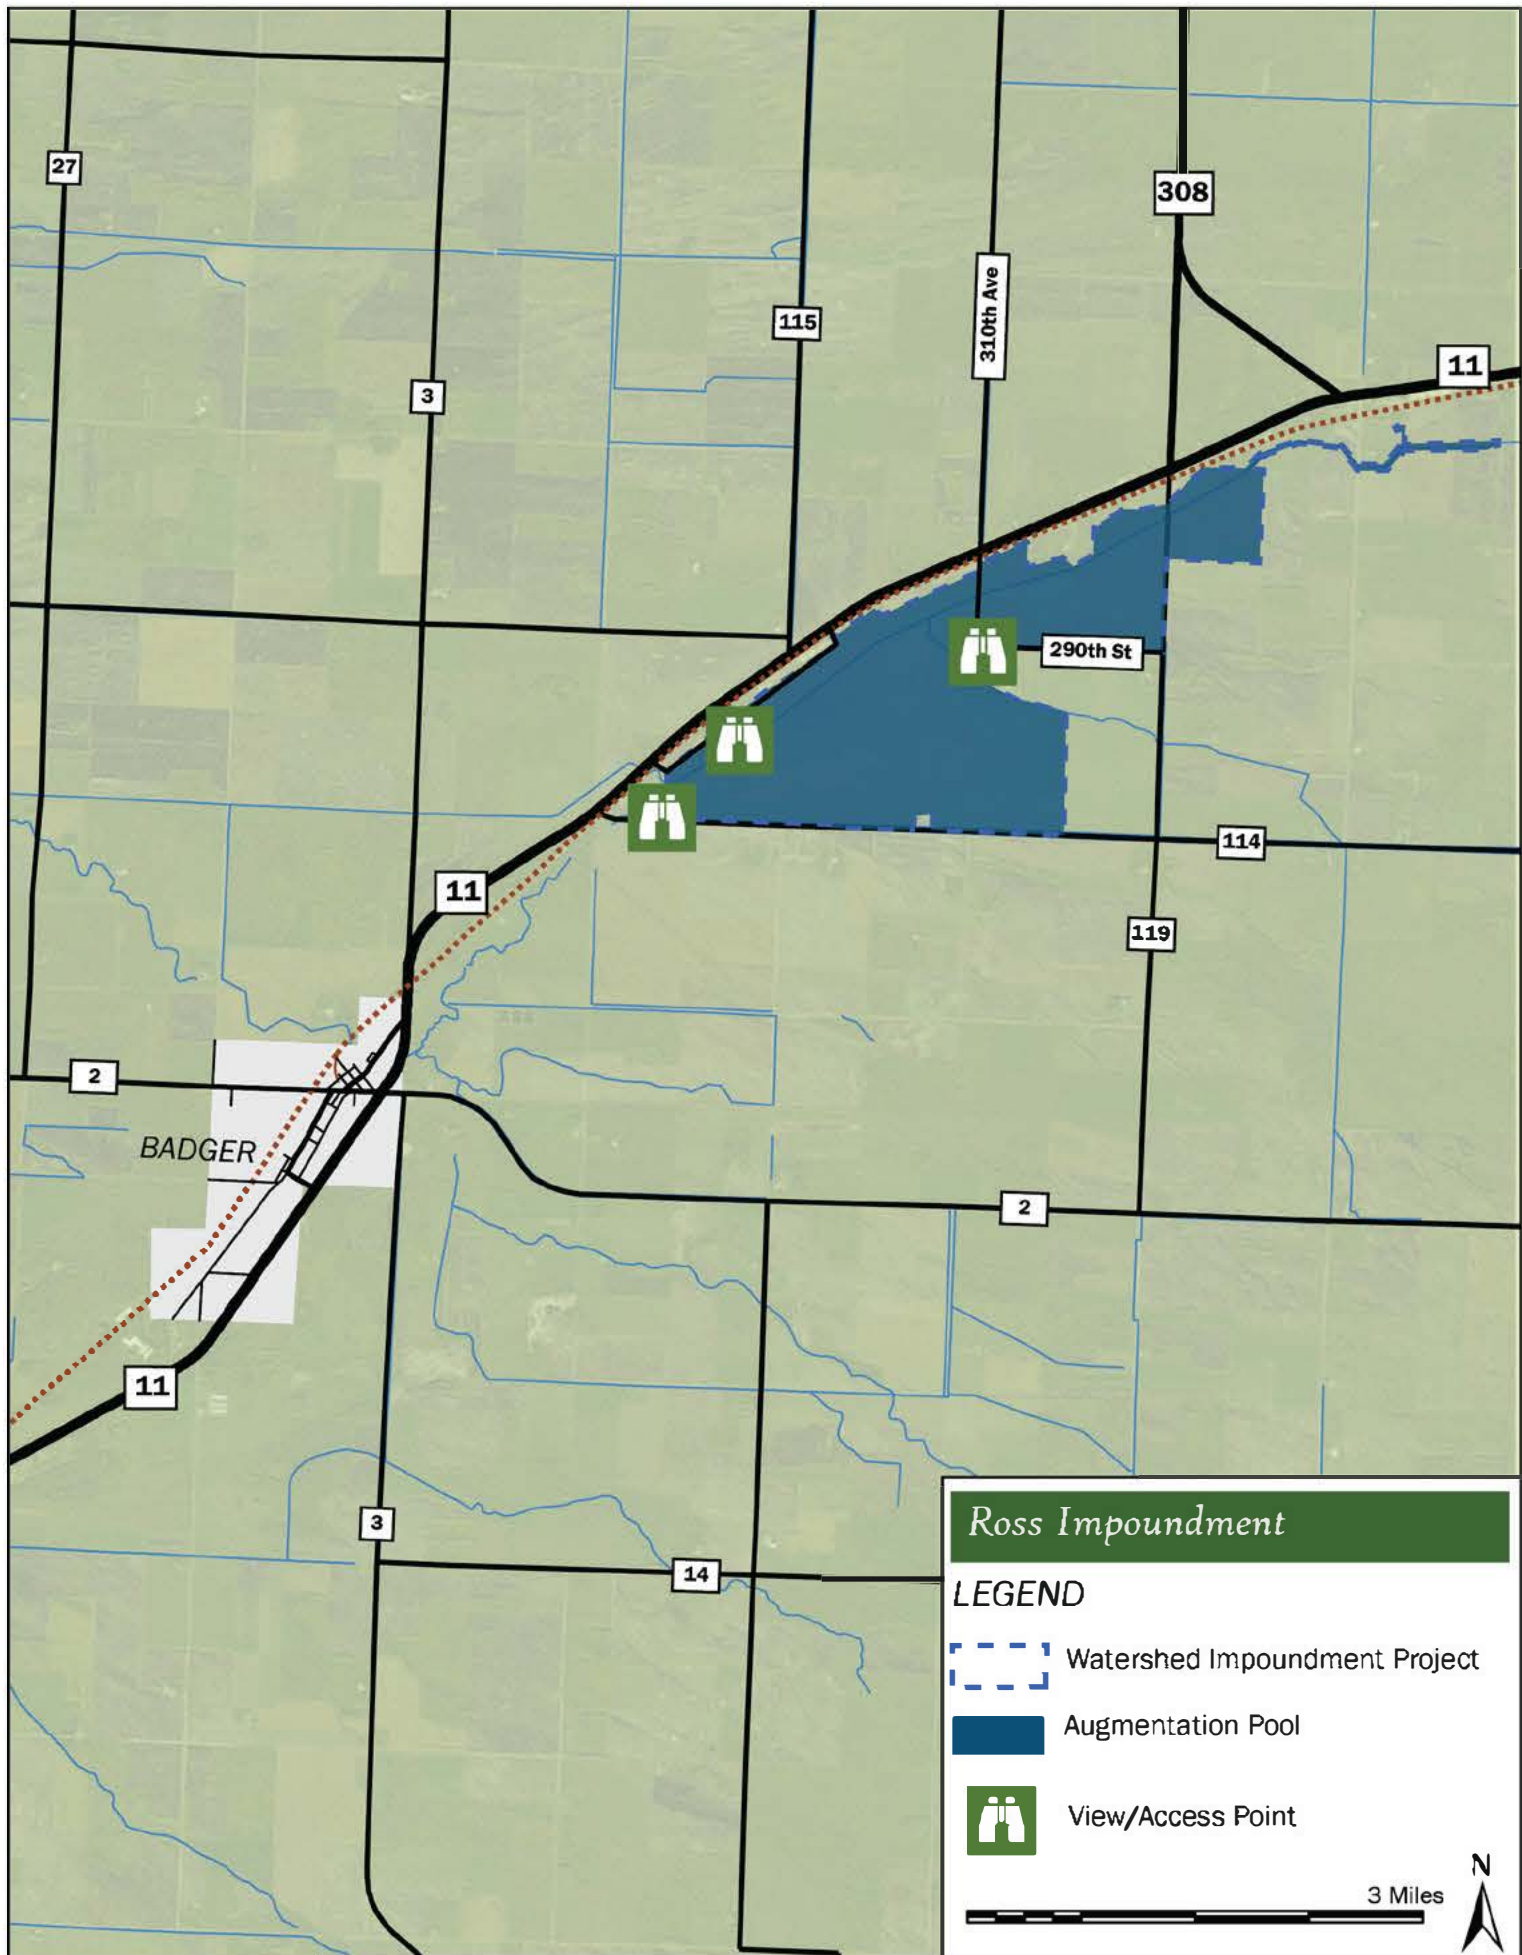 27
308
310th Ave
115
11
3
290th St
114
11
119
2
BADGER
2
11
3
14
Ross Impoundment
LEGEND
Watershed Impoundment Project
Augmentation Pool
View/Access Point
N
3 Miles